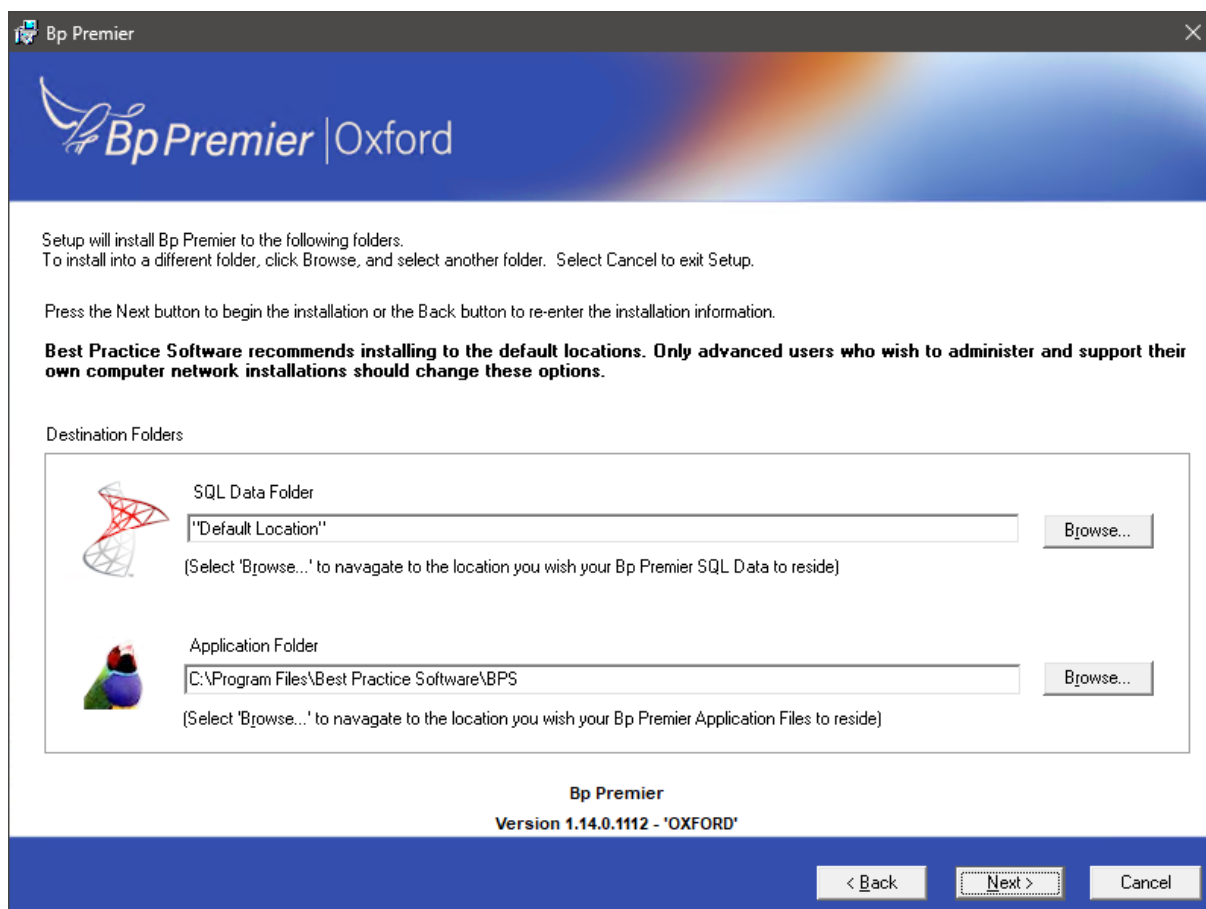 Bp Premier
Bp Premier | Oxford
Setup will install Bp Premier to the following folders.
To install into a different folder, click Browse, and select another folder.  Select Cancel to exit Setup.
Press the Next button to begin the installation or the Back button to re-enter the installation information.
Best Practice Software recommends installing to the default locations. Only advanced users who wish to administer and support their
own computer network installations should change these options.
Destination Folders
SQL Data Folder
"Default Location"
Browse...
(Select 'Browse...' to navagate to the location you wish your Bp Premier SQL Data to reside)
Application Folder
C:\Program Files\Best Practice Software\BPS
Browse...
(Select 'Browse...' to navagate to the location you wish your Bp Premier Application Files to reside)
Bp Premier
Version 1.14.0.1112 - 'OXFORD'
< Back
Next >
Cancel